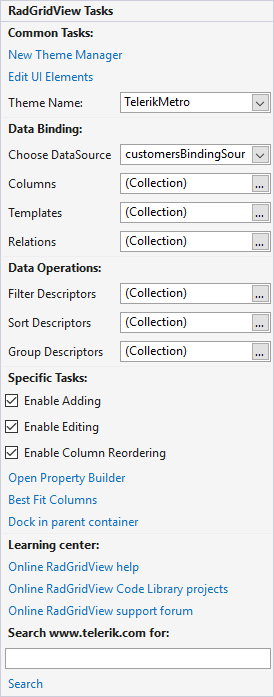 RadGridView Tasks
Common Tasks:
New Theme Manager
Edit UI Elements
Theme Name: TelerikMetro
Data Binding:
Choose DataSource customersBindingSour
Columns (Collection) ...
Templates (Collection) ...
Relations (Collection) ...
Data Operations:
Filter Descriptors (Collection) ...
Sort Descriptors (Collection) ...
Group Descriptors (Collection) ...
Specific Tasks:
Enable Adding
Enable Editing
Enable Column Reordering
Open Property Builder
Best Fit Columns
Dock in parent container
Learning center:
Online RadGridView help
Online RadGridView Code Library projects
Online RadGridView support forum
Search www.telerik.com for:
Search